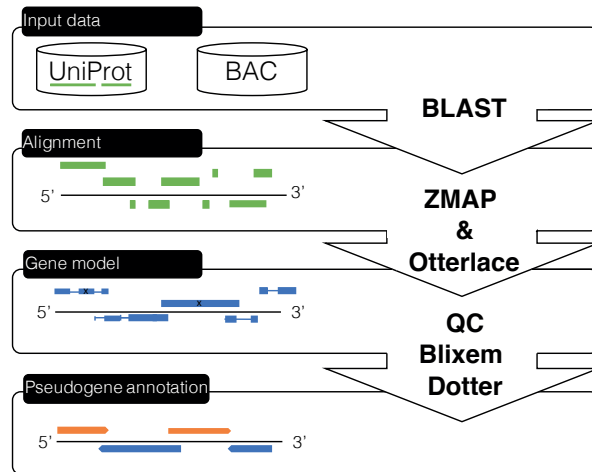 Input data
UniProt
BAC
BLAST
Alignment
5’
3’
ZMAP
&
Otterlace
Gene model
x
x
5’
3’
QC
Blixem
Dotter
Pseudogene annotation
5’
3’